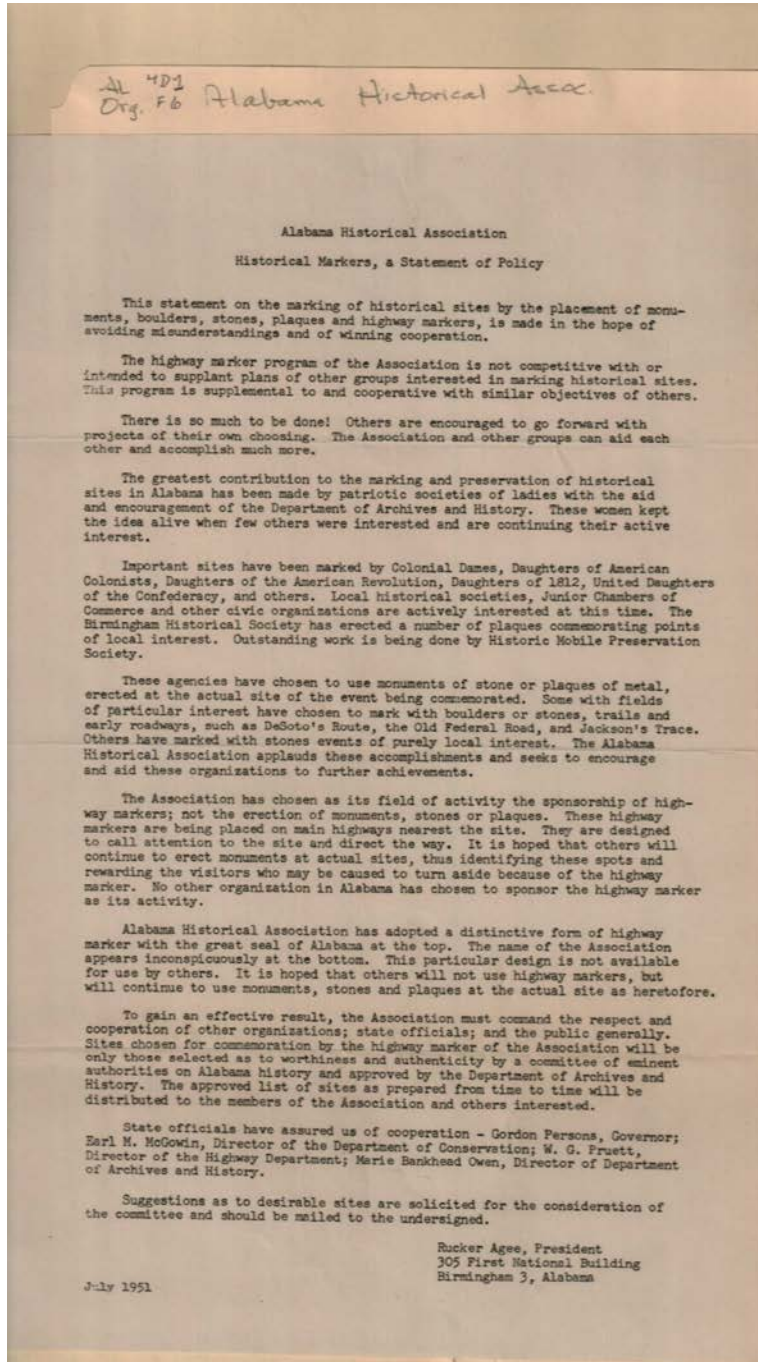 AL 4D1
Org. F6 Alabama Historical Assoc.
Alabama Historical Association
Historical Markers, a Statement of Policy
This statement on the marking of historical sites by the placement of monu-
ments, boulders, stones, plaques and highway markers, is made in the hope of
avoiding misunderstandings and of winning cooperation.
The highway marker program of the Association is not competitive with or
intended to supplant plans of other groups interested in marking historical sites.
This program is supplemental to and cooperative with similar objectives of others.
There is so much to be done! Others are encouraged to go forward with
projects of their own choosing. The Association and other groups can aid each
other and accomplish much more.
The greatest contribution to the marking and preservation of historical
sites in Alabama has been made by patriotic societies of ladies with the aid
and encouragement of the Department of Archives and History. These women kept
the idea alive when few others were interested and are continuing their active
interest.
Important sites have been marked by Colonial Dames, Daughters of American
Colonists, Daughters of the American Revolution, Daughters of 1812, United Daughters
of the Confederacy, and others. Local historical societies, Junior Chambers of
Commerce and other civic organizations are actively interested at this time. The
Birmingham Historical Society has erected a number of plaques commemorating points
of local interest. Outstanding work is being done by Historic Mobile Preservation
Society.
These agencies have chosen to use monuments of stone or plaques of metal,
erected at the actual site of the event being commemorated. Some with fields
of particular interest have chosen to mark with boulders or stones, trails and
early roadways, such as DeSoto's Route, the Old Federal Road, and Jackson's Trace.
Others have marked with stones events of purely local interest. The Alabama
Historical Association applauds these accomplishments and seeks to encourage
and aid these organizations to further achievements.
The Association has chosen as its field of activity the sponsorship of high-
way markers; not the erection of monuments, stones or plaques. These highway
markers are being placed on main highways nearest the site. They are designed
to call attention to the site and direct the way. It is hoped that others will
continue to erect monuments at actual sites, thus identifying these spots and
rewarding the visitors who may be caused to turn aside because of the highway
marker. No other organization in Alabama has chosen to sponsor the highway marker
as its activity.
Alabama Historical Association has adopted a distinctive form of highway
marker with the great seal of Alabama at the top. The name of the Association
appears inconspicuously at the bottom. This particular design is not available
for use by others. It is hoped that others will not use highway markers, but
will continue to use monuments, stones and plaques at the actual site as heretofore.
To gain an effective result, the Association must command the respect and
cooperation of other organizations; state officials; and the public generally.
Sites chosen for commemoration by the highway marker of the Association will be
only those selected as to worthiness and authenticity by a committee of eminent
authorities on Alabama history and approved by the Department of Archives and
History. The approved list of sites as prepared from time to time will be
distributed to the members of the Association and others interested.
State officials have assured us of cooperation - Gordon Persons, Governor;
Earl M. McGowin, Director of the Department of Conservation; W. G. Pruett,
Director of the Highway Department; Marie Bankhead Owen, Director of Department
of Archives and History.
Suggestions as to desirable sites are solicited for the consideration of
the committee and should be mailed to the undersigned.
Rucker Agee, President
305 First National Building
Birmingham 3, Alabama
July 1951